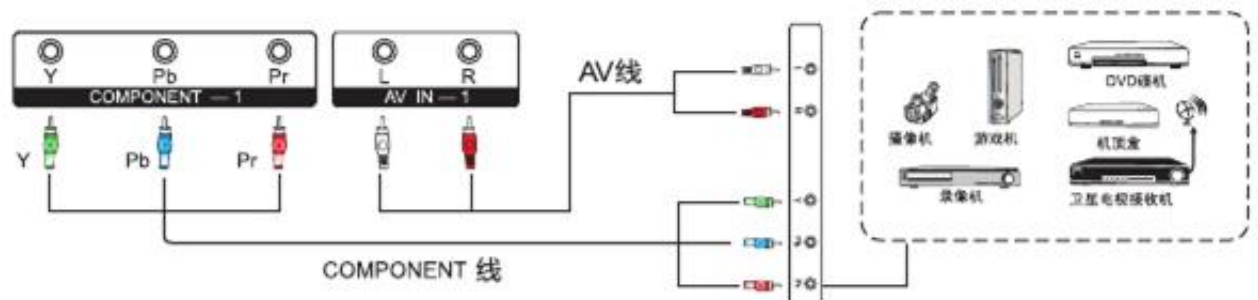 Y Pb Pr
COMPONENT — 1
L R
AV IN — 1
Y Pb Pr
AV线
COMPONENT 线
L
R
Y
Pb
Pr
DVD碟机
摄像机
游戏机
机顶盒
录像机
卫星电视接收机